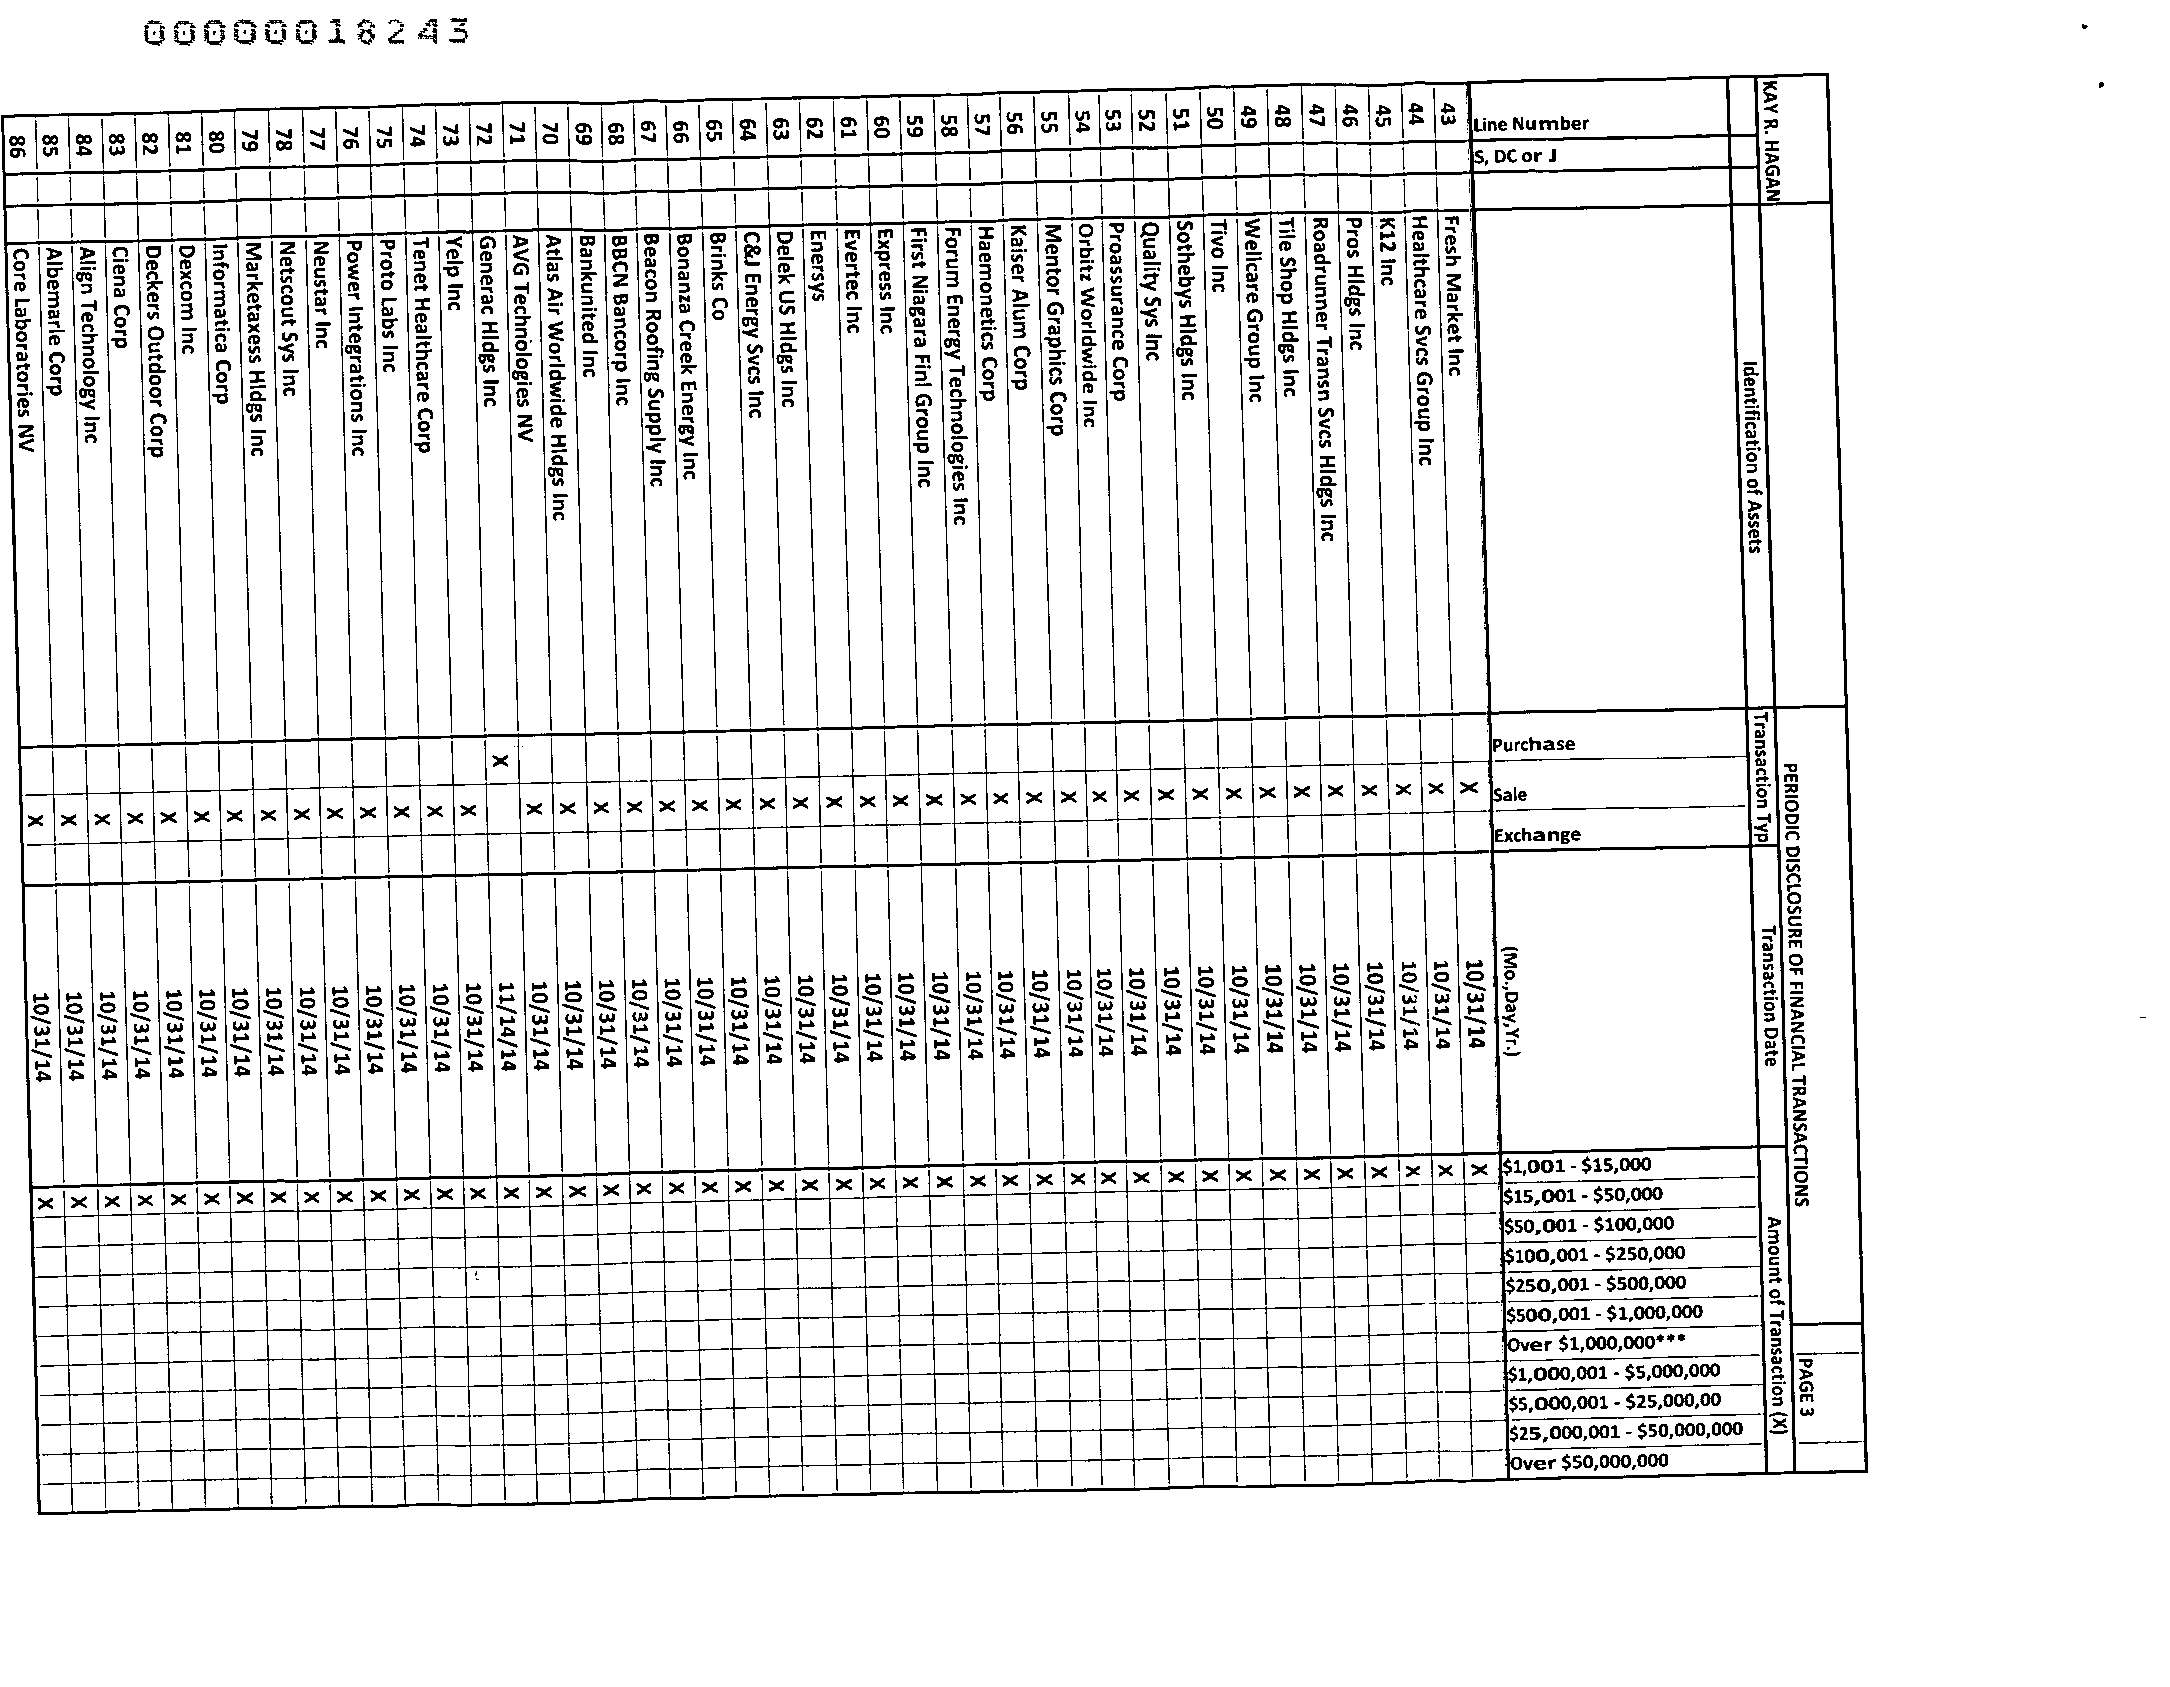 00000018243
KAY R. HAGAN PERIODIC DISCLOSURE OF FINANCIAL TRANSACTIONS PAGE 3
Identification of Assets Transaction Typ Transaction Date Amount of Transaction (X)
Line Number
S, DC or J
Purchase
Sale
Exchange
(Mo.,Day,Yr.)
$1,001 - $15,000
$15,001 - $50,000
$50,001 - $100,000
$100,001 - $250,000
$250,001 - $500,000
$500,001 - $1,000,000
Over $1,000,000***
$1,000,001 - $5,000,000
$5,000,001 - $25,000,00
$25,000,001 - $50,000,000
Over $50,000,000
43 Fresh Market Inc X 10/31/14 X
44 Healthcare Svcs Group Inc X 10/31/14 X
45 K12 Inc X 10/31/14 X
46 Pros Hldgs Inc X 10/31/14 X
47 Roadrunner Transn Svcs Hldgs Inc X 10/31/14 X
48 Tile Shop Hldgs Inc X 10/31/14 X
49 Wellcare Group Inc X 10/31/14 X
50 Tivo Inc X 10/31/14 X
51 Sothebys Hldgs Inc X 10/31/14 X
52 Quality Sys Inc X 10/31/14 X
53 Proassurance Corp X 10/31/14 X
54 Orbitz Worldwide Inc X 10/31/14 X
55 Mentor Graphics Corp X 10/31/14 X
56 Kaiser Alum Corp X 10/31/14 X
57 Haemonetics Corp X 10/31/14 X
58 Forum Energy Technologies Inc X 10/31/14 X
59 First Niagara Finl Group Inc X 10/31/14 X
60 Express Inc X 10/31/14 X
61 Evertec Inc X 10/31/14 X
62 Enersys X 10/31/14 X
63 Delek US Hldgs Inc X 10/31/14 X
64 C&J Energy Svcs Inc X 10/31/14 X
65 Brinks Co X 10/31/14 X
66 Bonanza Creek Energy Inc X 10/31/14 X
67 Beacon Roofing Supply Inc X 10/31/14 X
68 BBCN Bancorp Inc X 10/31/14 X
69 Bankunited Inc X 10/31/14 X
70 Atlas Air Worldwide Hldgs Inc X 10/31/14 X
71 AVG Technologies NV X 10/31/14 X
72 Generac Hldgs Inc X 11/14/14 X
73 Yelp Inc X 10/31/14 X
74 Tenet Healthcare Corp X 10/31/14 X
75 Proto Labs Inc X 10/31/14 X
76 Power Integrations Inc X 10/31/14 X
77 Neustar Inc X 10/31/14 X
78 Netscout Sys Inc X 10/31/14 X
79 Marketaxess Hldgs Inc X 10/31/14 X
80 Informatica Corp X 10/31/14 X
81 Dexcom Inc X 10/31/14 X
82 Deckers Outdoor Corp X 10/31/14 X
83 Ciena Corp X 10/31/14 X
84 Align Technology Inc X 10/31/14 X
85 Albemarle Corp X 10/31/14 X
86 Core Laboratories NV X 10/31/14 X